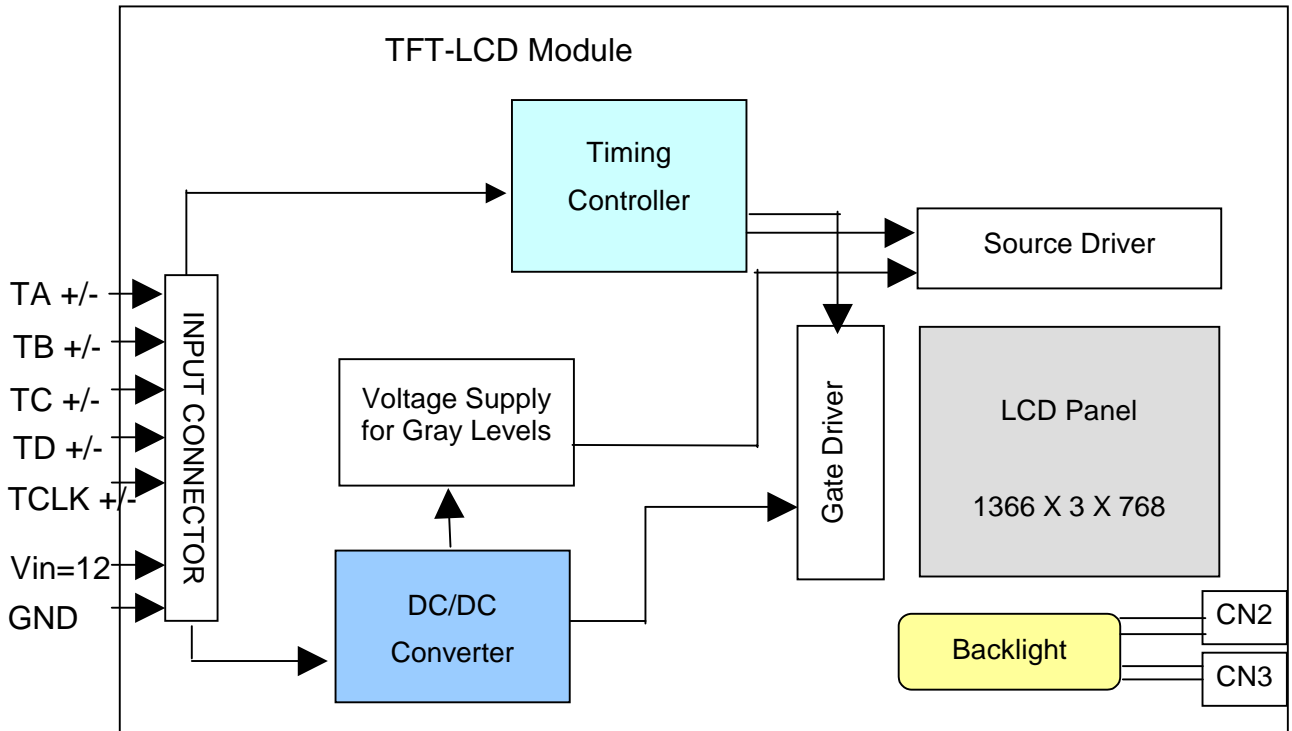 TFT-LCD Module
Timing
Controller
Source Driver
TA +/-
TB +/-
TC +/-
TD +/-
TCLK +/-
Vin=12
GND
INPUT CONNECTOR
Voltage Supply
for Gray Levels
Gate Driver
LCD Panel
1366 X 3 X 768
DC/DC
Converter
Backlight
CN2
CN3